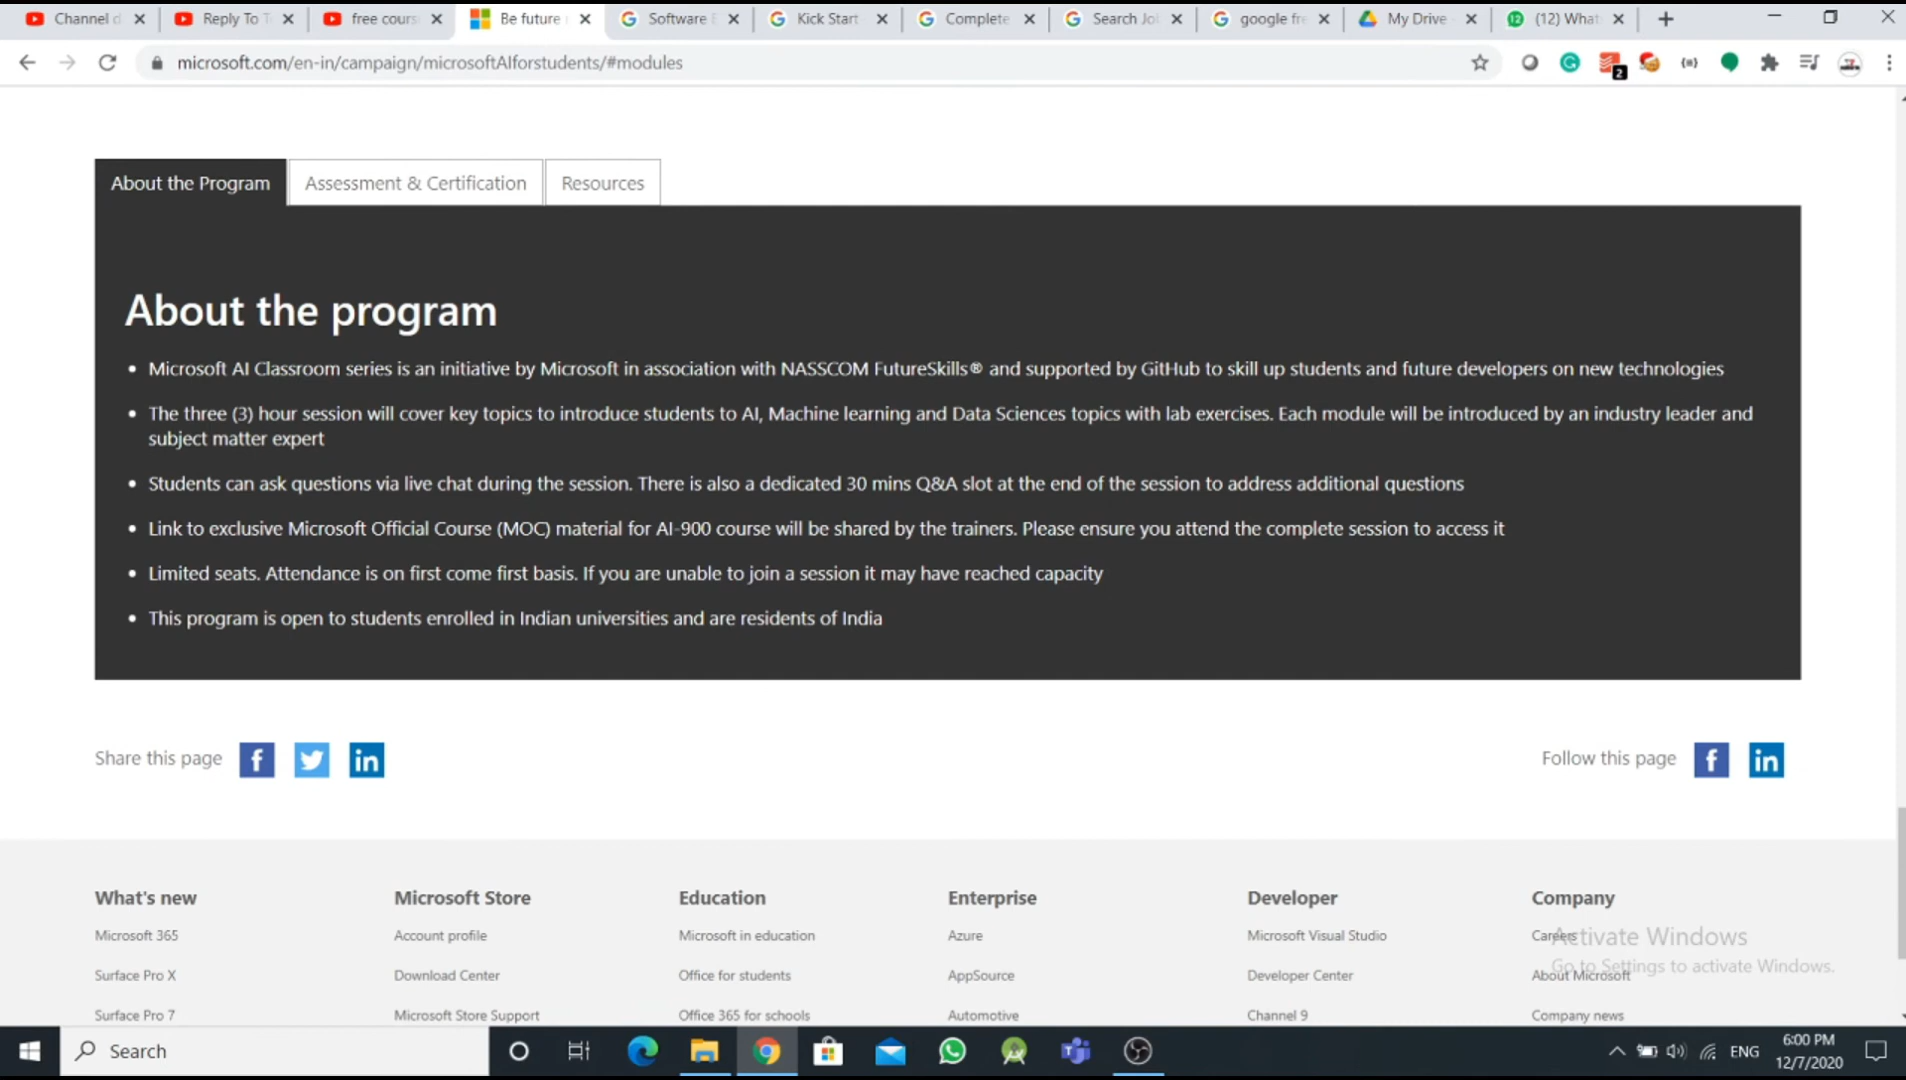 Channel d
Reply To T
free cours
Be future
Software E
Kick Start
Complete
Search Jo
google fre
My Drive
(12) What
microsoft.com/en-in/campaign/microsoftAIforstudents/#modules
2
About the Program
Assessment & Certification
Resources
About the program
• Microsoft AI Classroom series is an initiative by Microsoft in association with NASSCOM FutureSkills® and supported by GitHub to skill up students and future developers on new technologies
• The three (3) hour session will cover key topics to introduce students to AI, Machine learning and Data Sciences topics with lab exercises. Each module will be introduced by an industry leader and
subject matter expert
• Students can ask questions via live chat during the session. There is also a dedicated 30 mins Q&A slot at the end of the session to address additional questions
• Link to exclusive Microsoft Official Course (MOC) material for AI-900 course will be shared by the trainers. Please ensure you attend the complete session to access it
• Limited seats. Attendance is on first come first basis. If you are unable to join a session it may have reached capacity
• This program is open to students enrolled in Indian universities and are residents of India
Share this page
Follow this page
What's new
Microsoft 365
Surface Pro X
Surface Pro 7
Microsoft Store
Account profile
Download Center
Microsoft Store Support
Education
Microsoft in education
Office for students
Office 365 for schools
Enterprise
Azure
AppSource
Automotive
Developer
Microsoft Visual Studio
Developer Center
Channel 9
Company
Careers
About Microsoft
Company news
Activate Windows
Go to Settings to activate Windows.
Search
ENG
6:00 PM
12/7/2020